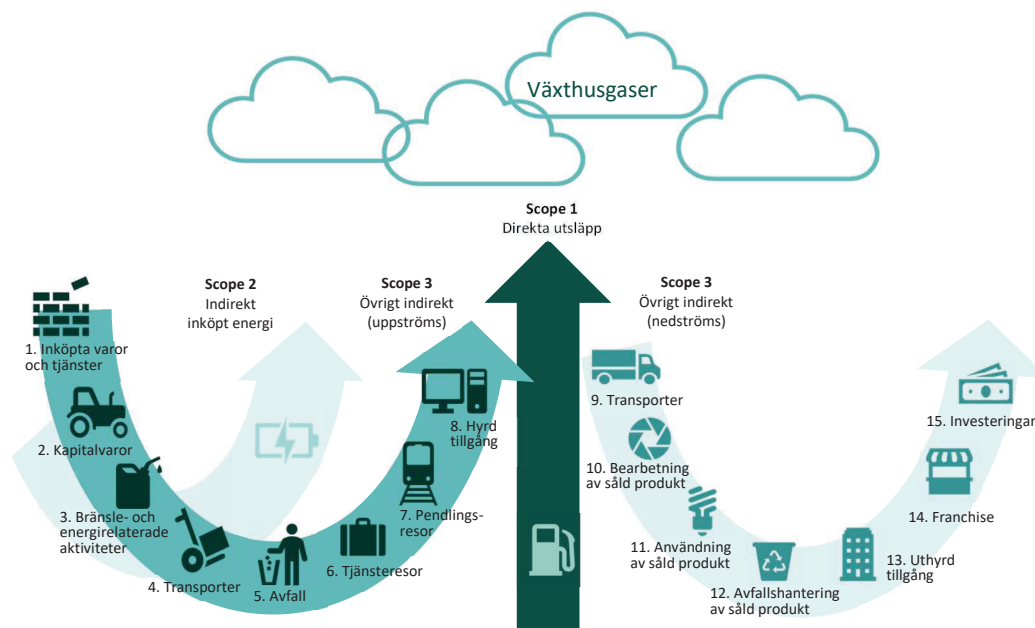 Växthusgaser
Scope 1
Direkta utsläpp
Scope 2
Indirekt
inköpt energi
Scope 3
Övrigt indirekt
(uppströms)
Scope 3
Övrigt indirekt
(nedströms)
1. Inköpta varor
och tjänster
2. Kapitalvaror
3. Bränsle- och
energirelaterade
aktiviteter
4. Transporter
5. Avfall
6. Tjänsteresor
7. Pendlings-
resor
8. Hyrd
tillgång
9. Transporter
10. Bearbetning
av såld produkt
11. Användning
av såld produkt
12. Avfallshantering
av såld produkt
13. Uthyrd
tillgång
14. Franchise
15. Investeringar